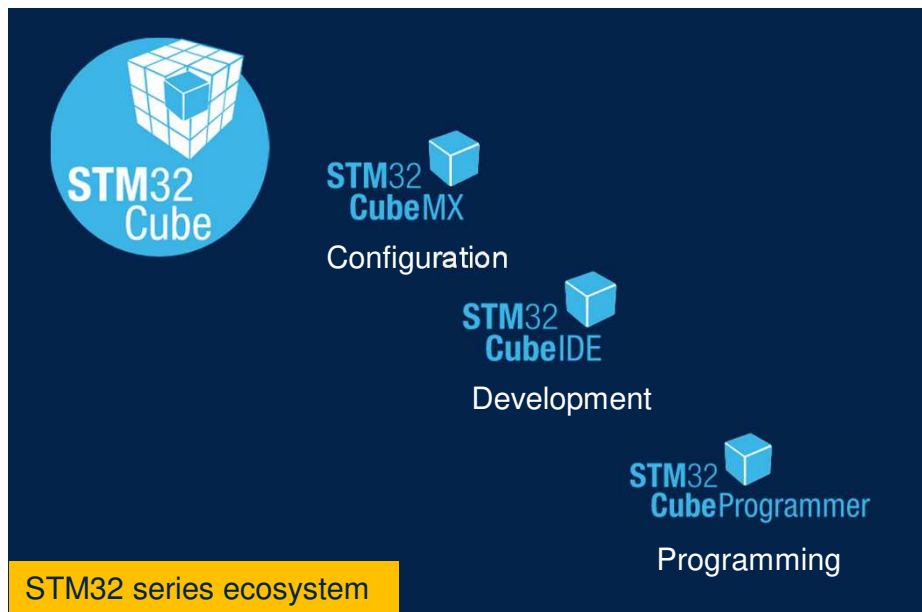 STM32
Cube
STM32
CubeMX
Configuration
STM32
CubeIDE
Development
STM32
CubeProgrammer
Programming
STM32 series ecosystem